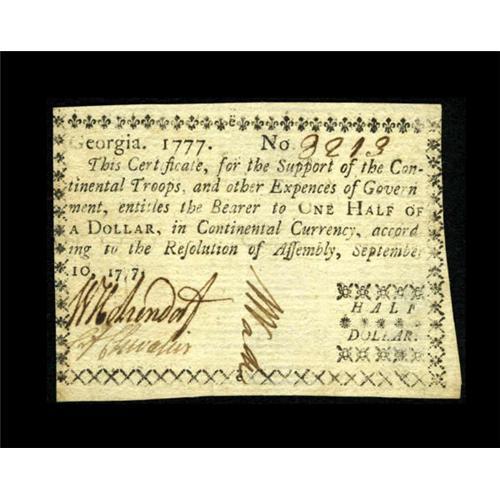 Georgia. 1777. No 3213
This Certificate, for the Support of the Con-
tinental Troops, and other Expences of Govern
ment, entitles the Bearer to ONE HALF OF
A DOLLAR, in Continental Currency, accord
ing to the Resolution of Assembly, September
10, 1777
HALF
DOLLAR.